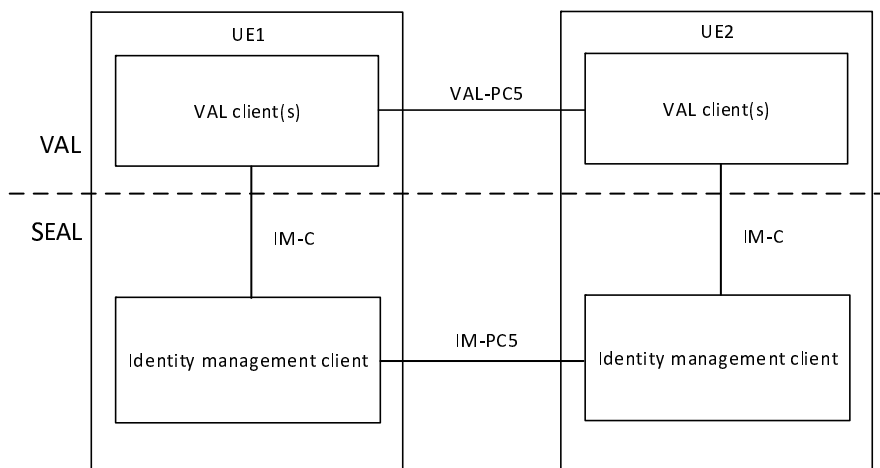 UE1
UE2
VAL client(s)
VAL-PC5
VAL client(s)
VAL
SEAL
IM-C
IM-C
Identity management client
IM-PC5
Identity management client